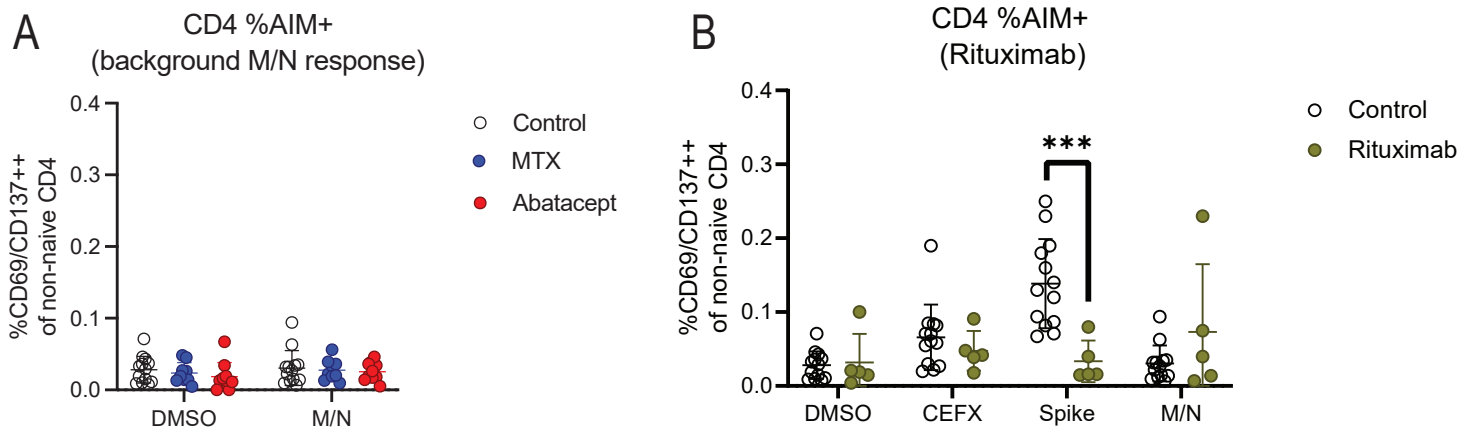 A
CD4 %AIM+
(background M/N response)
%CD69/CD137++
of non-naive CD4
0.4
0.3
0.2
0.1
0.0
DMSO
M/N
Control
MTX
Abatacept
B
CD4 %AIM+
(Rituximab)
%CD69/CD137++
of non-naive CD4
0.4
0.3
0.2
0.1
0.0
***
DMSO
CEFX
Spike
M/N
Control
Rituximab